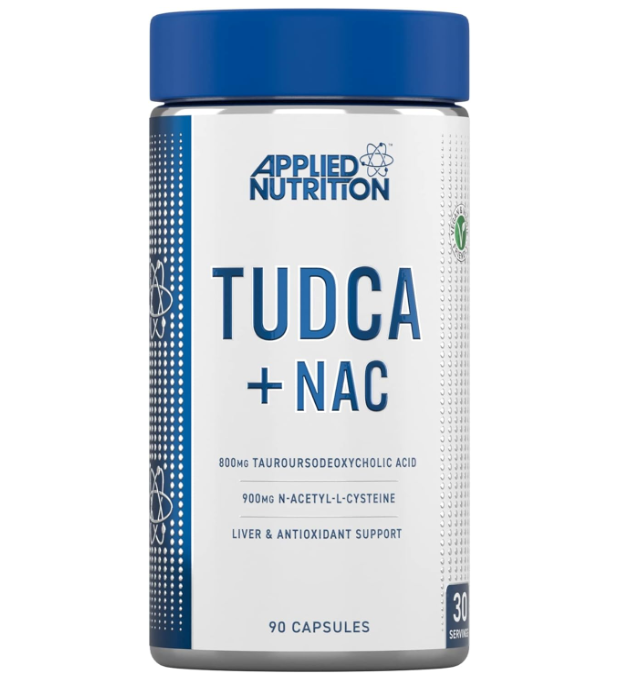 APPLIED
NUTRITION
TUDCA
+ NAC
800MG TAUROURSODEOXYCHOLIC ACID
900MG N-ACETYL-L-CYSTEINE
LIVER & ANTIOXIDANT SUPPORT
90 CAPSULES
30